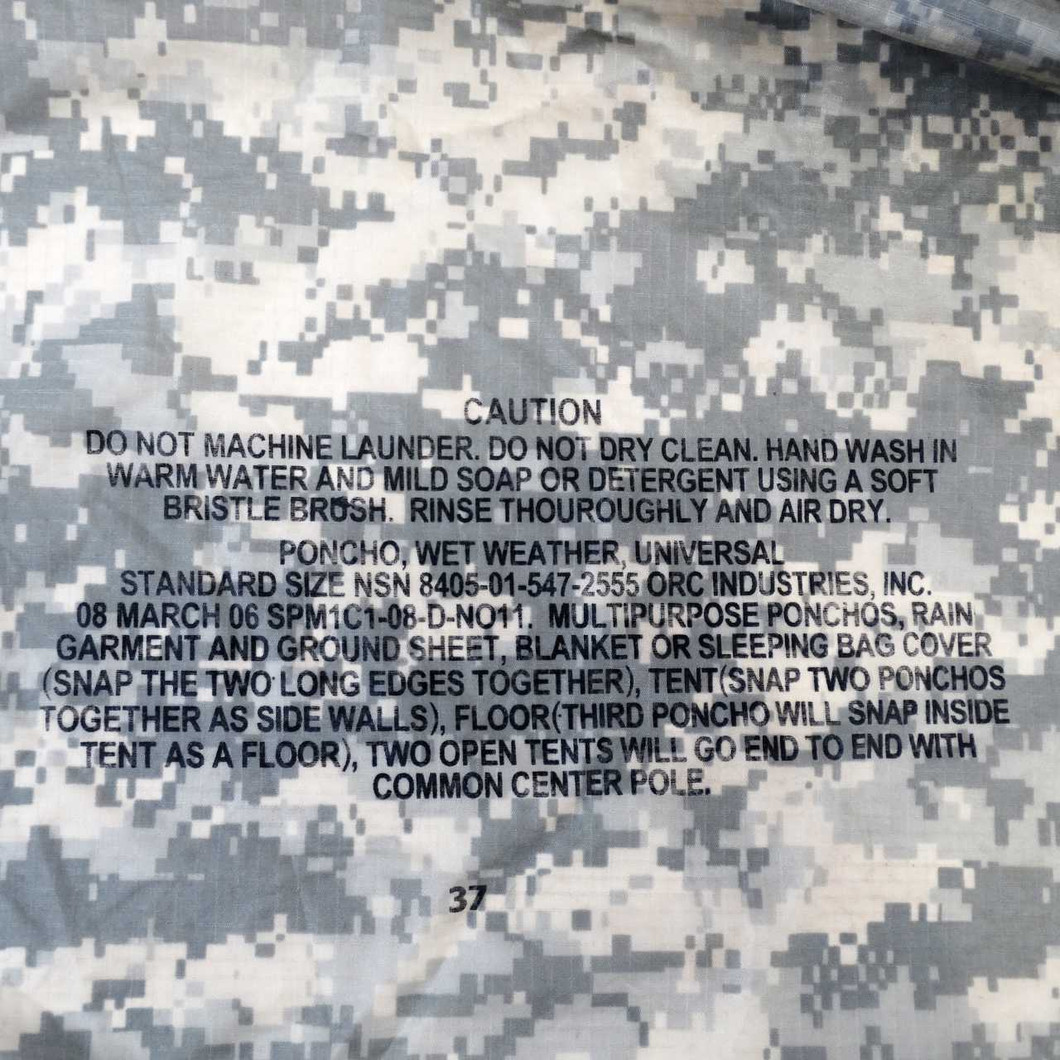 CAUTION
DO NOT MACHINE LAUNDER. DO NOT DRY CLEAN. HAND WASH IN
WARM WATER AND MILD SOAP OR DETERGENT USING A SOFT
BRISTLE BRUSH. RINSE THOUROUGHLY AND AIR DRY.
PONCHO, WET WEATHER, UNIVERSAL
STANDARD SIZE NSN 8405-01-547-2555 ORC INDUSTRIES, INC.
08 MARCH 06 SPM1C1-08-D-NO11. MULTIPURPOSE PONCHOS, RAIN
GARMENT AND GROUND SHEET, BLANKET OR SLEEPING BAG COVER
(SNAP THE TWO LONG EDGES TOGETHER), TENT(SNAP TWO PONCHOS
TOGETHER AS SIDE WALLS), FLOOR(THIRD PONCHO WILL SNAP INSIDE
TENT AS A FLOOR), TWO OPEN TENTS WILL GO END TO END WITH
COMMON CENTER POLE.
37